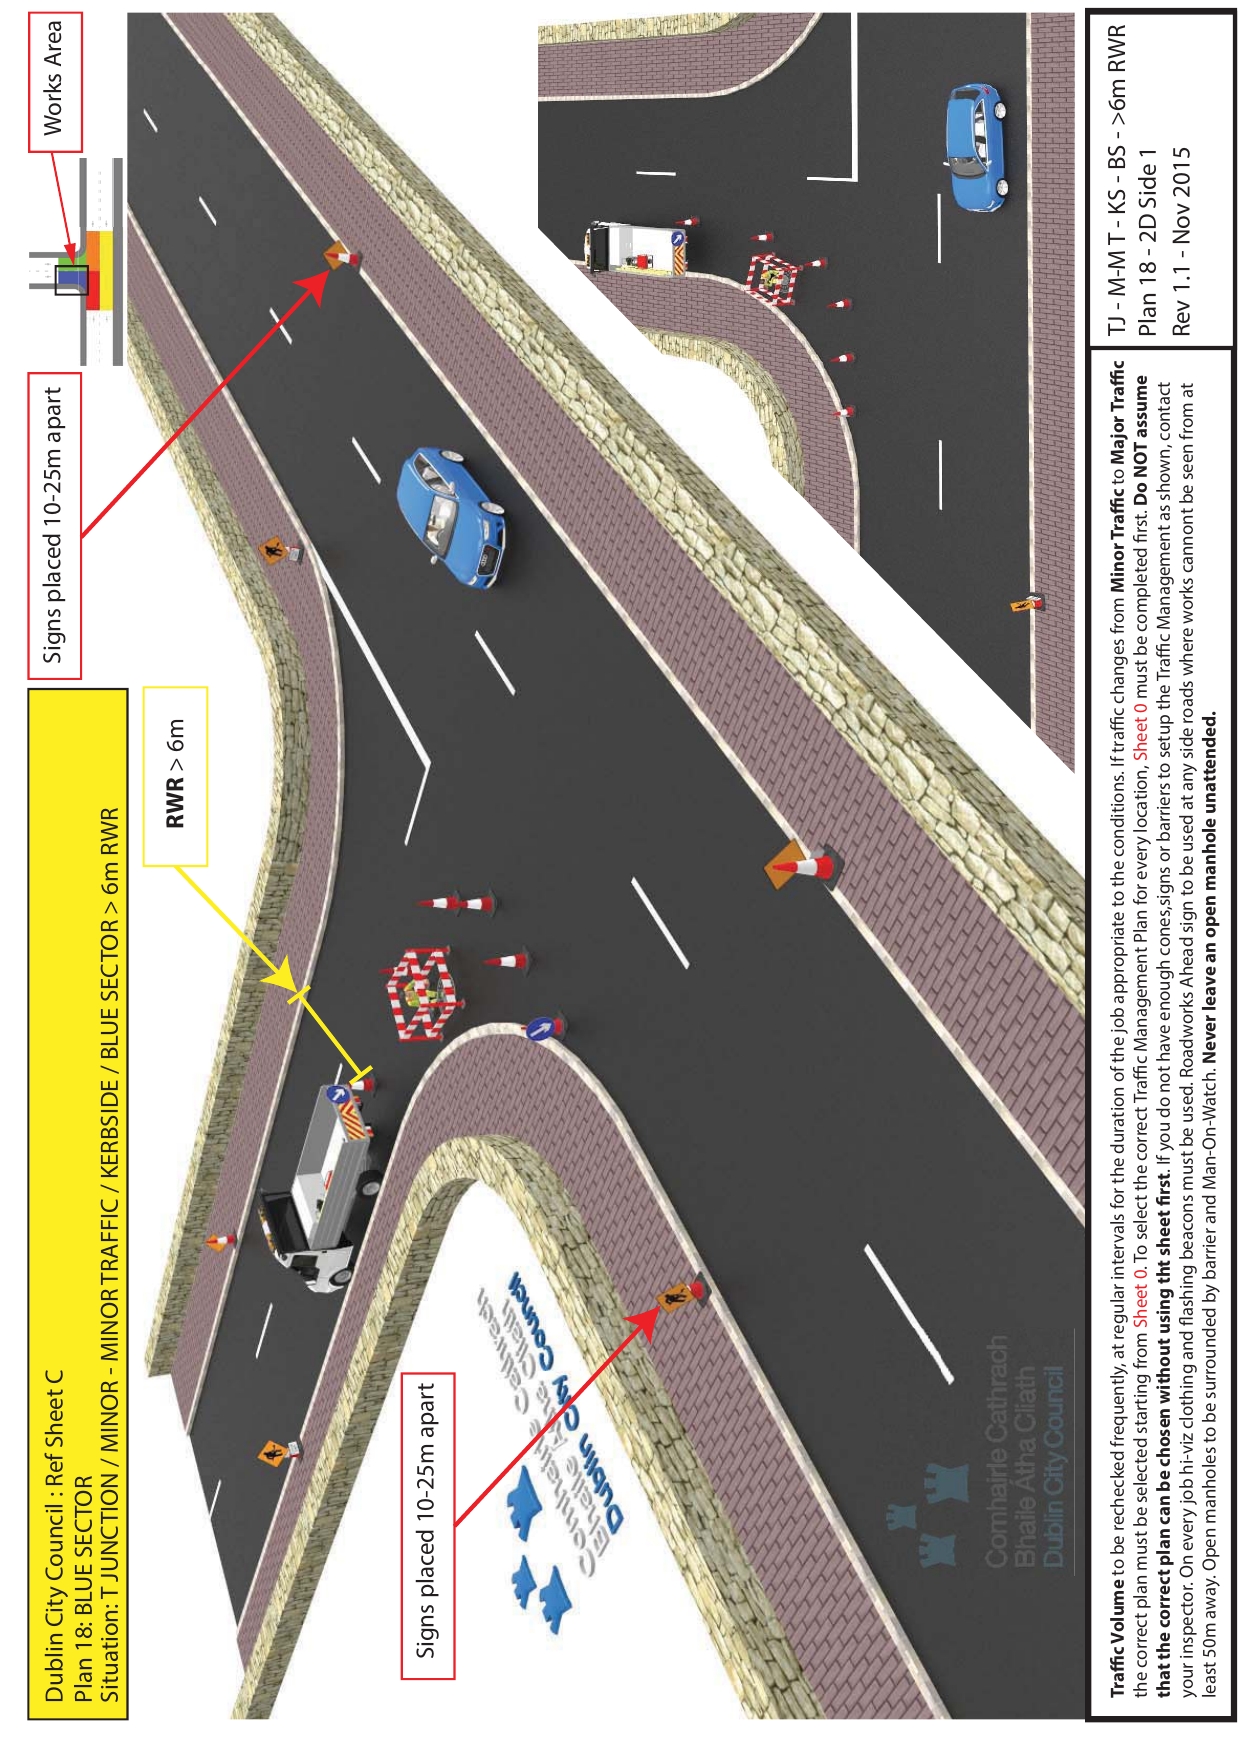 Dublin City Council : Ref Sheet C
Plan 18: BLUE SECTOR
Situation: T JUNCTION / MINOR - MINOR TRAFFIC / KERBSIDE / BLUE SECTOR > 6m RWR
RWR > 6m
Signs placed 10-25m apart
Works Area
Signs placed 10-25m apart
Comhairle Cathrach
Bhaile Átha Cliath
Dublin City Council
Comhairle Cathrach
Bhaile Átha Cliath
Dublin City Council
Traffic Volume to be rechecked frequently, at regular intervals for the duration of the job appropriate to the conditions. If traffic changes from Minor Traffic to Major Traffic
the correct plan must be selected starting from Sheet 0. To select the correct Traffic Management Plan for every location, Sheet 0 must be completed first. Do NOT assume
that the correct plan can be chosen without using tht sheet first. If you do not have enough cones,signs or barriers to setup the Traffic Management as shown, contact
your inspector. On every job hi-viz clothing and flashing beacons must be used. Roadworks Ahead sign to be used at any side roads where works cannont be seen from at
least 50m away. Open manholes to be surrounded by barrier and Man-On-Watch. Never leave an open manhole unattended.
TJ - M-M T - KS - BS - >6m RWR
Plan 18 - 2D Side 1
Rev 1.1 - Nov 2015